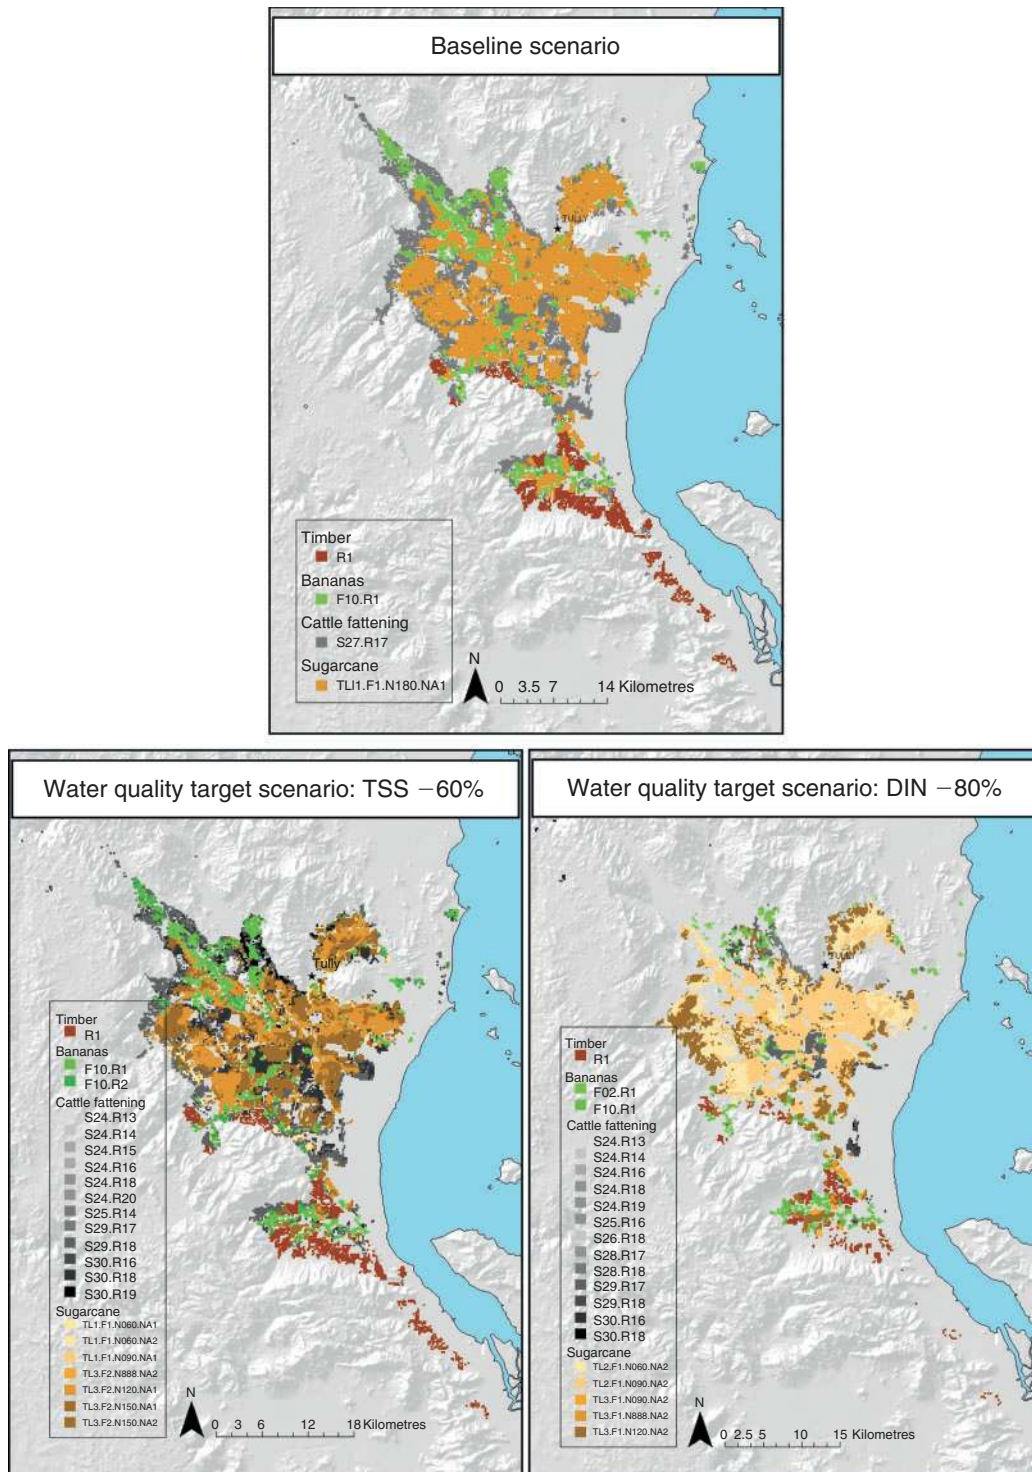 Baseline scenario
TULLY
Timber
R1
Bananas
F10.R1
Cattle fattening
S27.R17
Sugarcane
TLI1.F1.N180.NA1
N
0 3.5 7 14 Kilometres
Water quality target scenario: TSS −60%
Tully
Timber
R1
Bananas
F10.R1
F10.R2
Cattle fattening
S24.R13
S24.R14
S24.R15
S24.R16
S24.R18
S24.R20
S25.R14
S29.R17
S29.R18
S30.R16
S30.R18
S30.R19
Sugarcane
TL1.F1.N060.NA1
TL1.F1.N060.NA2
TL1.F1.N090.NA1
TL3.F2.N888.NA2
TL3.F2.N120.NA1
TL3.F2.N150.NA1
TL3.F2.N150.NA2
N
0 3 6 12 18 Kilometres
Water quality target scenario: DIN −80%
TULLY
Timber
R1
Bananas
F02.R1
F10.R1
Cattle fattening
S24.R13
S24.R14
S24.R16
S24.R18
S24.R19
S25.R16
S26.R18
S28.R17
S28.R18
S29.R17
S29.R18
S30.R16
S30.R18
Sugarcane
TL2.F1.N060.NA2
TL2.F1.N090.NA2
TL3.F1.N090.NA2
TL3.F1.N888.NA2
TL3.F1.N120.NA2
N
0 2.5 5 10 15 Kilometres